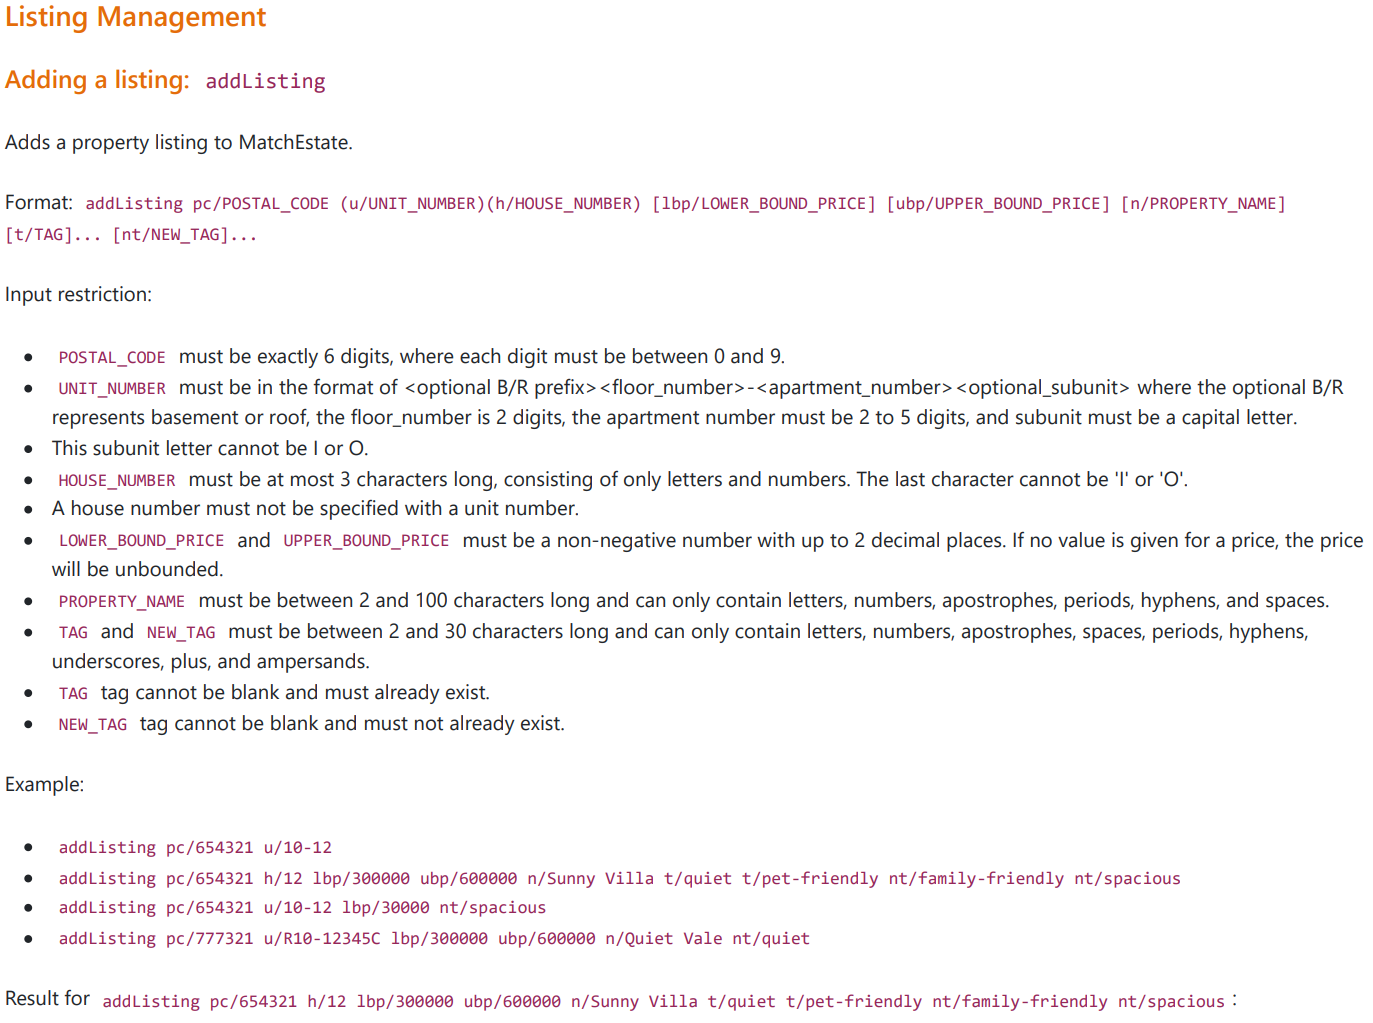 Listing Management
Adding a listing: addListing
Adds a property listing to MatchEstate.
Format: addListing pc/POSTAL_CODE (u/UNIT_NUMBER)(h/HOUSE_NUMBER) [lbp/LOWER_BOUND_PRICE] [ubp/UPPER_BOUND_PRICE] [n/PROPERTY_NAME]
[t/TAG]... [nt/NEW_TAG]...
Input restriction:
• POSTAL_CODE must be exactly 6 digits, where each digit must be between 0 and 9.
• UNIT_NUMBER must be in the format of <optional B/R prefix><floor_number>-<apartment_number><optional_subunit> where the optional B/R
represents basement or roof, the floor_number is 2 digits, the apartment number must be 2 to 5 digits, and subunit must be a capital letter.
• This subunit letter cannot be I or O.
• HOUSE_NUMBER must be at most 3 characters long, consisting of only letters and numbers. The last character cannot be 'I' or 'O'.
• A house number must not be specified with a unit number.
• LOWER_BOUND_PRICE and UPPER_BOUND_PRICE must be a non-negative number with up to 2 decimal places. If no value is given for a price, the price
will be unbounded.
• PROPERTY_NAME must be between 2 and 100 characters long and can only contain letters, numbers, apostrophes, periods, hyphens, and spaces.
• TAG and NEW_TAG must be between 2 and 30 characters long and can only contain letters, numbers, apostrophes, spaces, periods, hyphens,
underscores, plus, and ampersands.
• TAG tag cannot be blank and must already exist.
• NEW_TAG tag cannot be blank and must not already exist.
Example:
• addListing pc/654321 u/10-12
• addListing pc/654321 h/12 lbp/300000 ubp/600000 n/Sunny Villa t/quiet t/pet-friendly nt/family-friendly nt/spacious
• addListing pc/654321 u/10-12 lbp/30000 nt/spacious
• addListing pc/777321 u/R10-12345C lbp/300000 ubp/600000 n/Quiet Vale nt/quiet
Result for addListing pc/654321 h/12 lbp/300000 ubp/600000 n/Sunny Villa t/quiet t/pet-friendly nt/family-friendly nt/spacious :